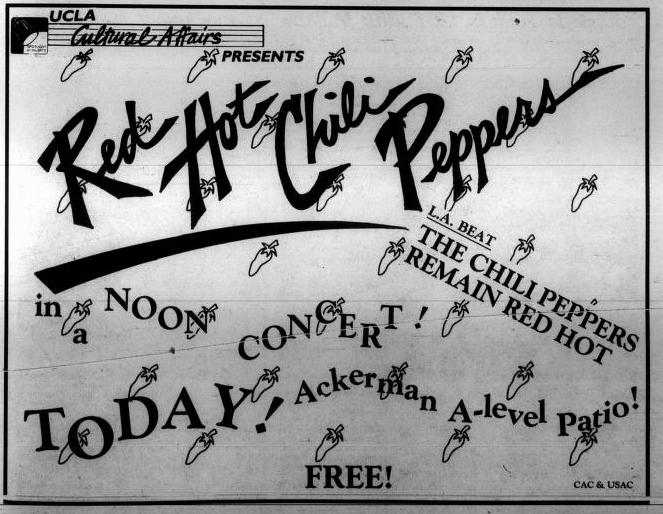 UCLA
Cultural Affairs
PRESENTS
Red Hot Chili Peppers
L.A. BEAT
THE CHILI PEPPERS
REMAIN RED HOT
in a NOON CONCERT!
TODAY! Ackerman A-level Patio!
FREE!
CAC & USAC